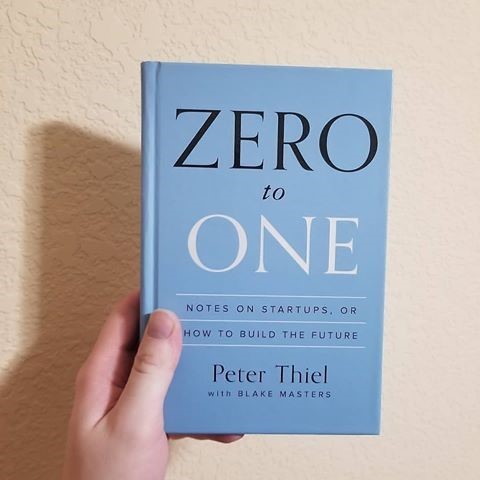 ZERO
to
ONE
NOTES ON STARTUPS, OR
HOW TO BUILD THE FUTURE
Peter Thiel
with BLAKE MASTERS